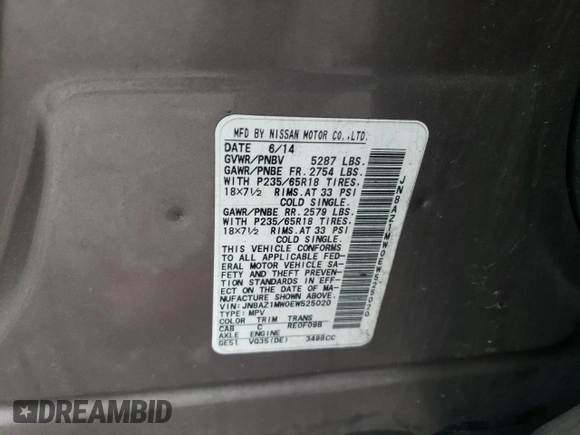 MFD BY NISSAN MOTOR CO.,LTD.
DATE 6/14
GVWR/PNBV 5287 LBS.
GAWR/PNBE FR. 2754 LBS.
WITH P235/65R18 TIRES,
18×7½ RIMS.AT 33 PSI
COLD SINGLE.
GAWR/PNBE RR. 2579 LBS.
WITH P235/65R18 TIRES,
18×7½ RIMS.AT 33 PSI
COLD SINGLE.
THIS VEHICLE CONFORMS
TO ALL APPLICABLE FED-
ERAL MOTOR VEHICLE SA-
FETY AND THEFT PREVEN-
TION STANDARDS IN EFF-
ECT ON THE DATE OF MA-
NUFACTURE SHOWN ABOVE.
VIN:JN8AZ1MW0EW525020
TYPE:MPV
COLOR TRIM TRANS
CAB C RE0F09B
AXLE ENGINE
GE51 VQ35(DE) 3498CC
JN8AZ1MW0EW525020
DREAMBID